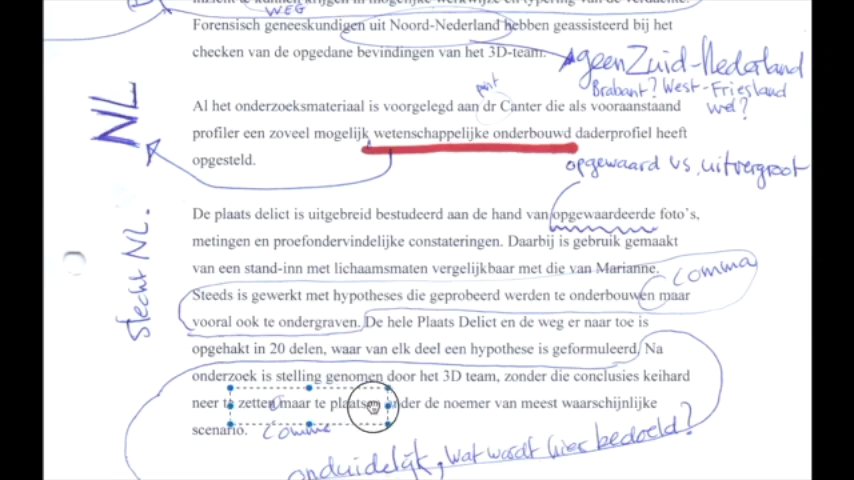 WEG
Forensisch geneeskundigen uit Noord-Nederland hebben geassisteerd bij het
checken van de opgedane bevindingen van het 3D-team.
geen Zuid-Nederland
Brabant? West-Friesland
wel?
NL
punt
Al het onderzoeksmateriaal is voorgelegd aan dr Canter die als vooraanstaand
profiler een zoveel mogelijk wetenschappelijke onderbouwd daderprofiel heeft
opgesteld.
opgewaard vs. uitvergroot
slecht NL.
De plaats delict is uitgebreid bestudeerd aan de hand van opgewaardeerde foto's,
metingen en proefondervindelijke constateringen. Daarbij is gebruik gemaakt
van een stand-inn met lichaamsmaten vergelijkbaar met die van Marianne.
comma
Steeds is gewerkt met hypotheses die geprobeerd werden te onderbouwen maar
vooral ook te ondergraven. De hele Plaats Delict en de weg er naar toe is
opgehakt in 20 delen, waar van elk deel een hypothese is geformuleerd. Na
onderzoek is stelling genomen door het 3D team, zonder die conclusies keihard
neer te zetten maar te plaatsen onder de noemer van meest waarschijnlijke
scenario.
comma
onduidelijk, wat wordt hier bedoeld?